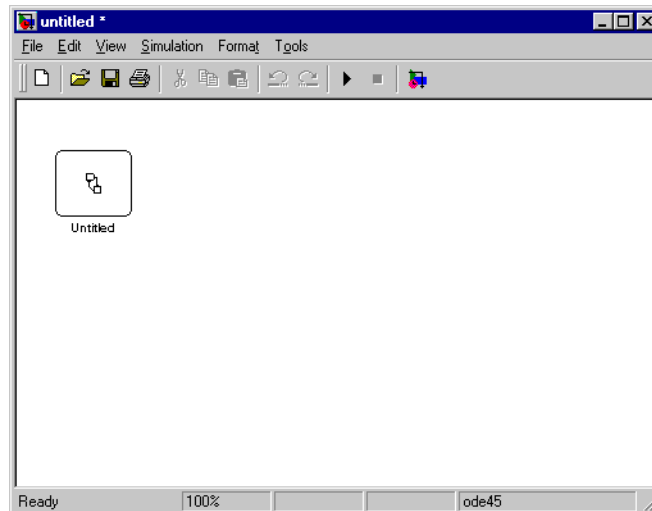 untitled *
File Edit View Simulation Format Tools
Untitled
Ready 100% ode45